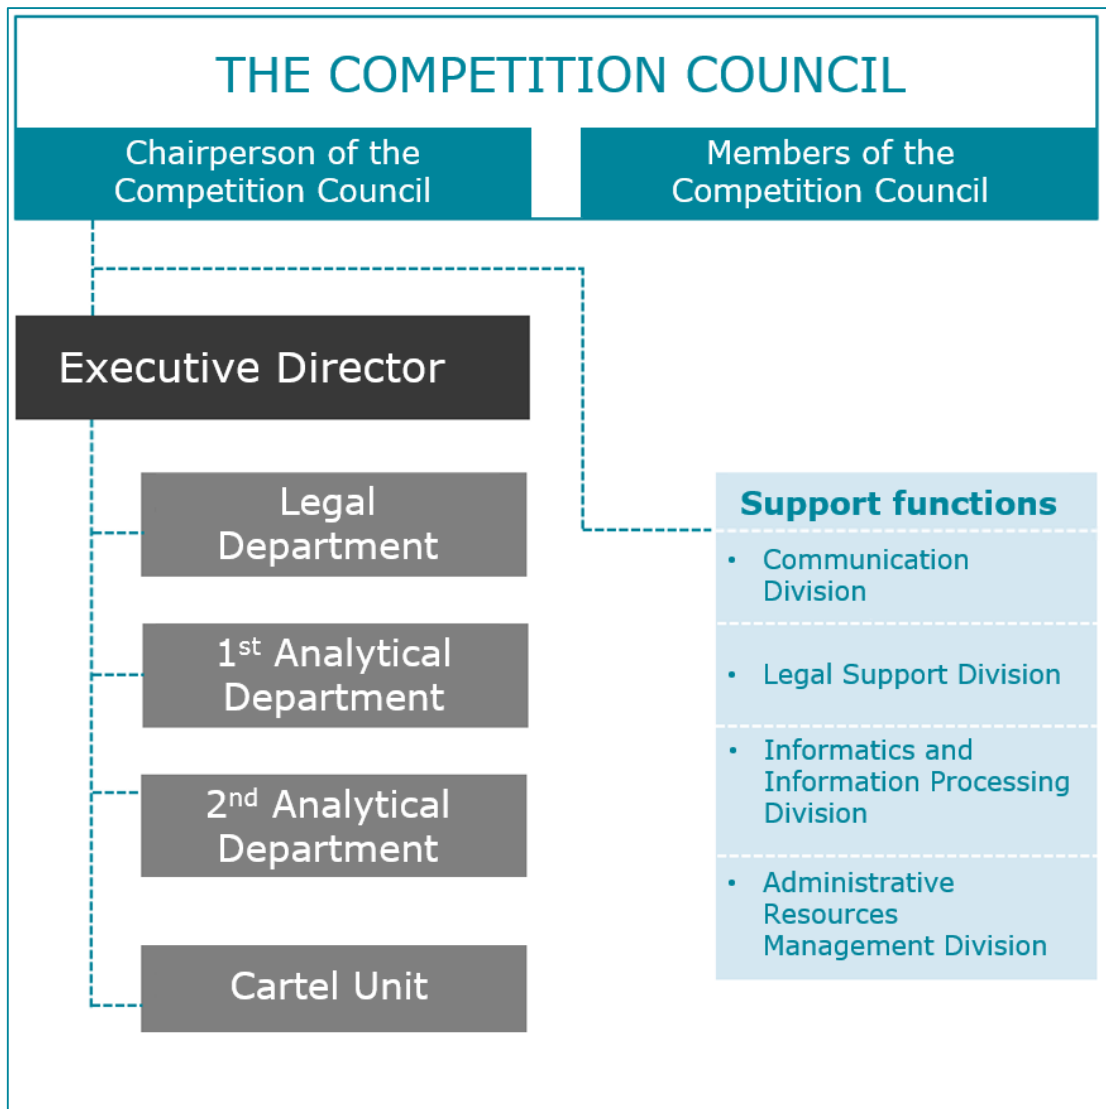 THE COMPETITION COUNCIL
Chairperson of the
Competition Council
Members of the
Competition Council
Executive Director
Legal
Department
1st Analytical
Department
2nd Analytical
Department
Cartel Unit
Support functions
• Communication
Division
• Legal Support Division
• Informatics and
Information Processing
Division
• Administrative
Resources
Management Division